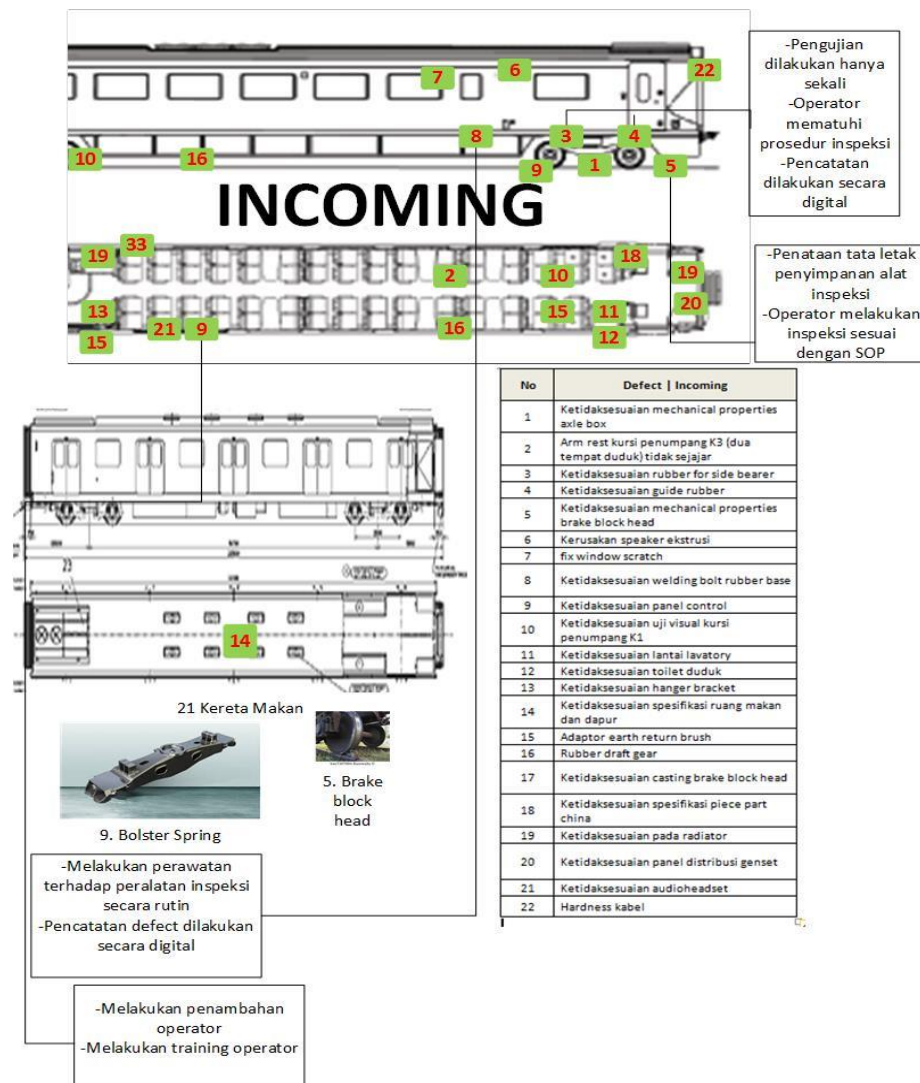 -Pengujian
dilakukan hanya
sekali
-Operator
mematuhi
prosedur inspeksi
-Pencatatan
dilakukan secara
digital
7
6
22
8
3
4
10
16
9
1
5
INCOMING
33
19
2
10
18
19
20
13
21
9
16
15
11
15
12
-Penataan tata letak
penyimpanan alat
inspeksi
-Operator melakukan
inspeksi sesuai
dengan SOP
No Defect | Incoming
1 Ketidaksesuaian mechanical properties
axle box
2 Arm rest kursi penumpang K3 (dua
tempat duduk) tidak sejajar
3 Ketidaksesuaian rubber for side bearer
4 Ketidaksesuaian guide rubber
5 Ketidaksesuaian mechanical properties
brake block head
6 Kerusakan speaker ekstrusi
7 fix window scratch
8 Ketidaksesuaian welding bolt rubber base
9 Ketidaksesuaian panel control
10 Ketidaksesuaian uji visual kursi
penumpang K1
11 Ketidaksesuaian lantai lavatory
12 Ketidaksesuaian toilet duduk
13 Ketidaksesuaian hanger bracket
14 Ketidaksesuaian spesifikasi ruang makan
dan dapur
15 Adaptor earth return brush
16 Rubber draft gear
17 Ketidaksesuaian casting brake block head
18 Ketidaksesuaian spesifikasi piece part
china
19 Ketidaksesuaian pada radiator
20 Ketidaksesuaian panel distribusi genset
21 Ketidaksesuaian audioheadset
22 Hardness kabel
23
14
21 Kereta Makan
5. Brake
block
head
9. Bolster Spring
-Melakukan perawatan
terhadap peralatan inspeksi
secara rutin
-Pencatatan defect dilakukan
secara digital
-Melakukan penambahan
operator
-Melakukan training operator